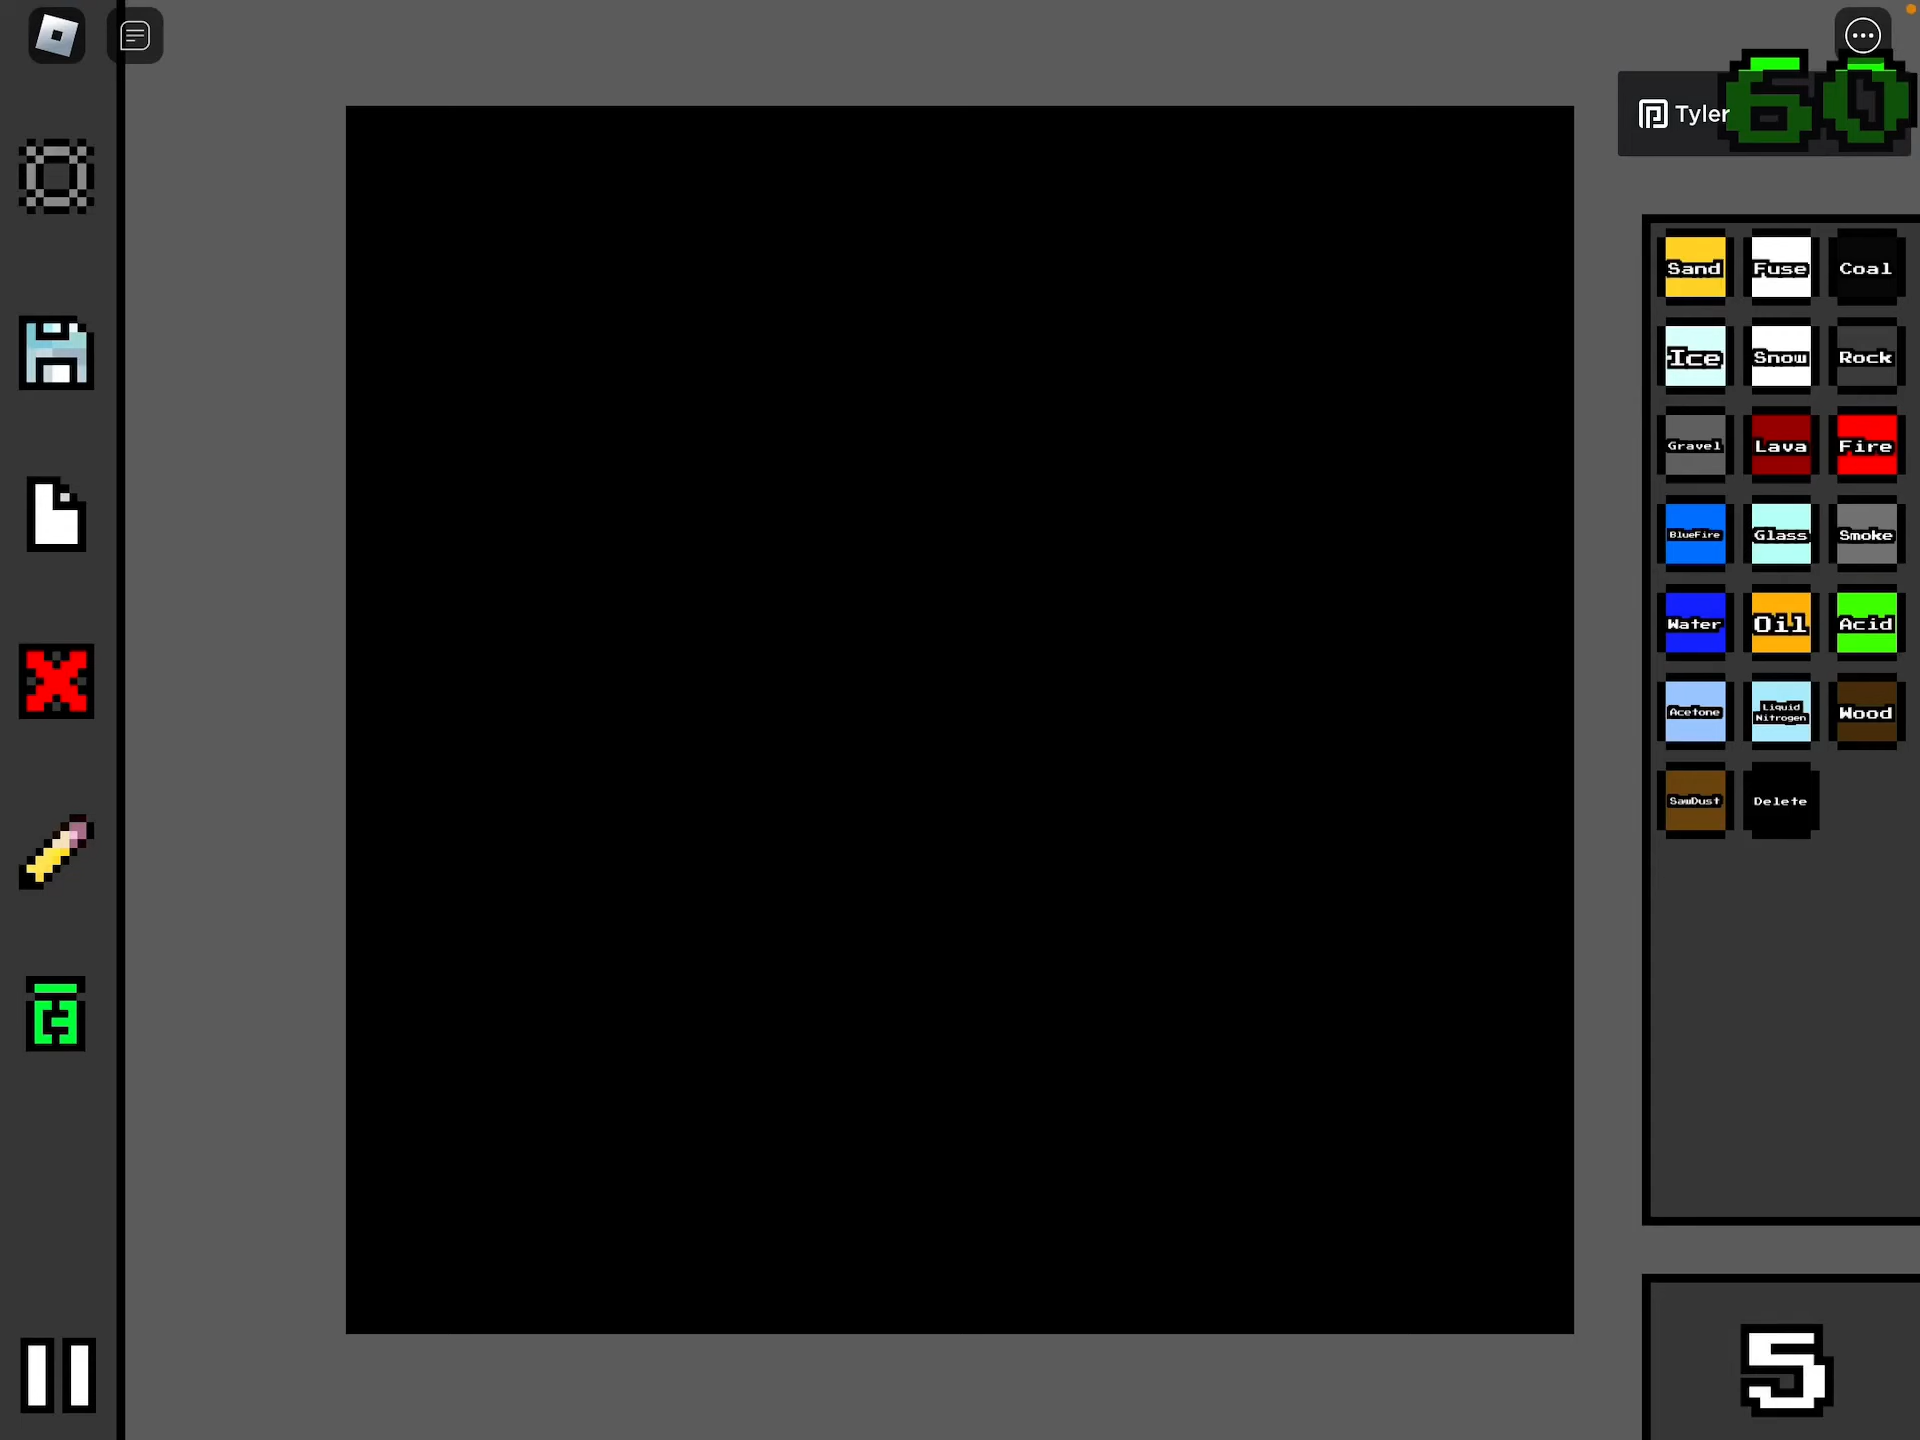 60
Tyler
Sand Fuse Coal
Ice Snow Rock
Gravel Lava Fire
BlueFire Glass Smoke
Water Oil Acid
Acetone Liquid Nitrogen Wood
SawDust Delete
5